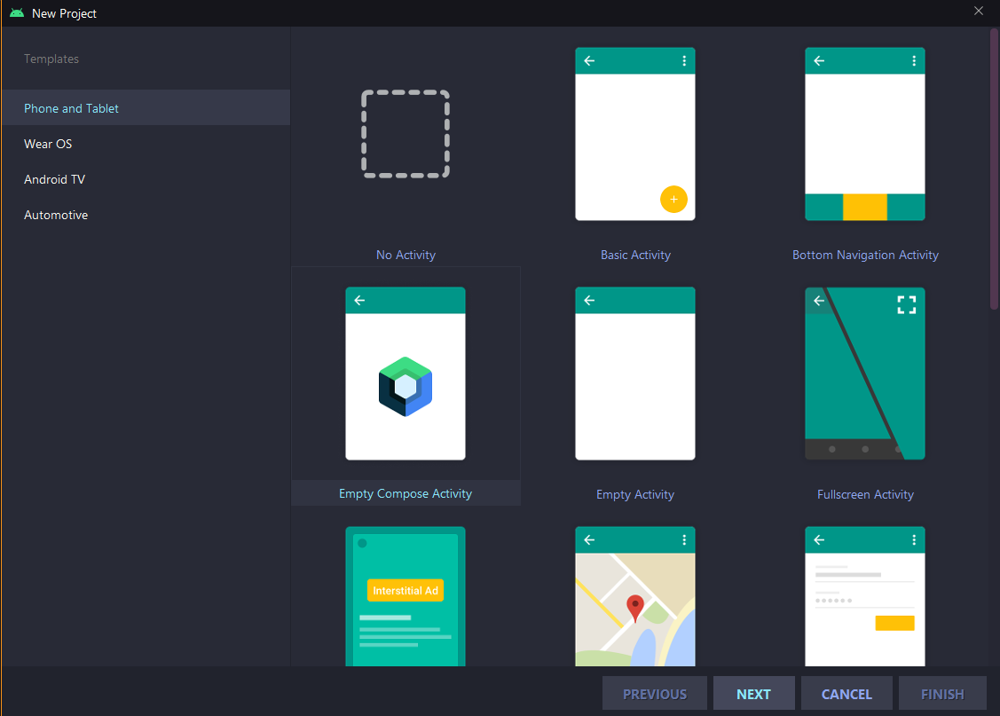 New Project
Templates
Phone and Tablet
Wear OS
Android TV
Automotive
No Activity
Basic Activity
Bottom Navigation Activity
Empty Compose Activity
Empty Activity
Fullscreen Activity
Interstitial Ad
PREVIOUS
NEXT
CANCEL
FINISH